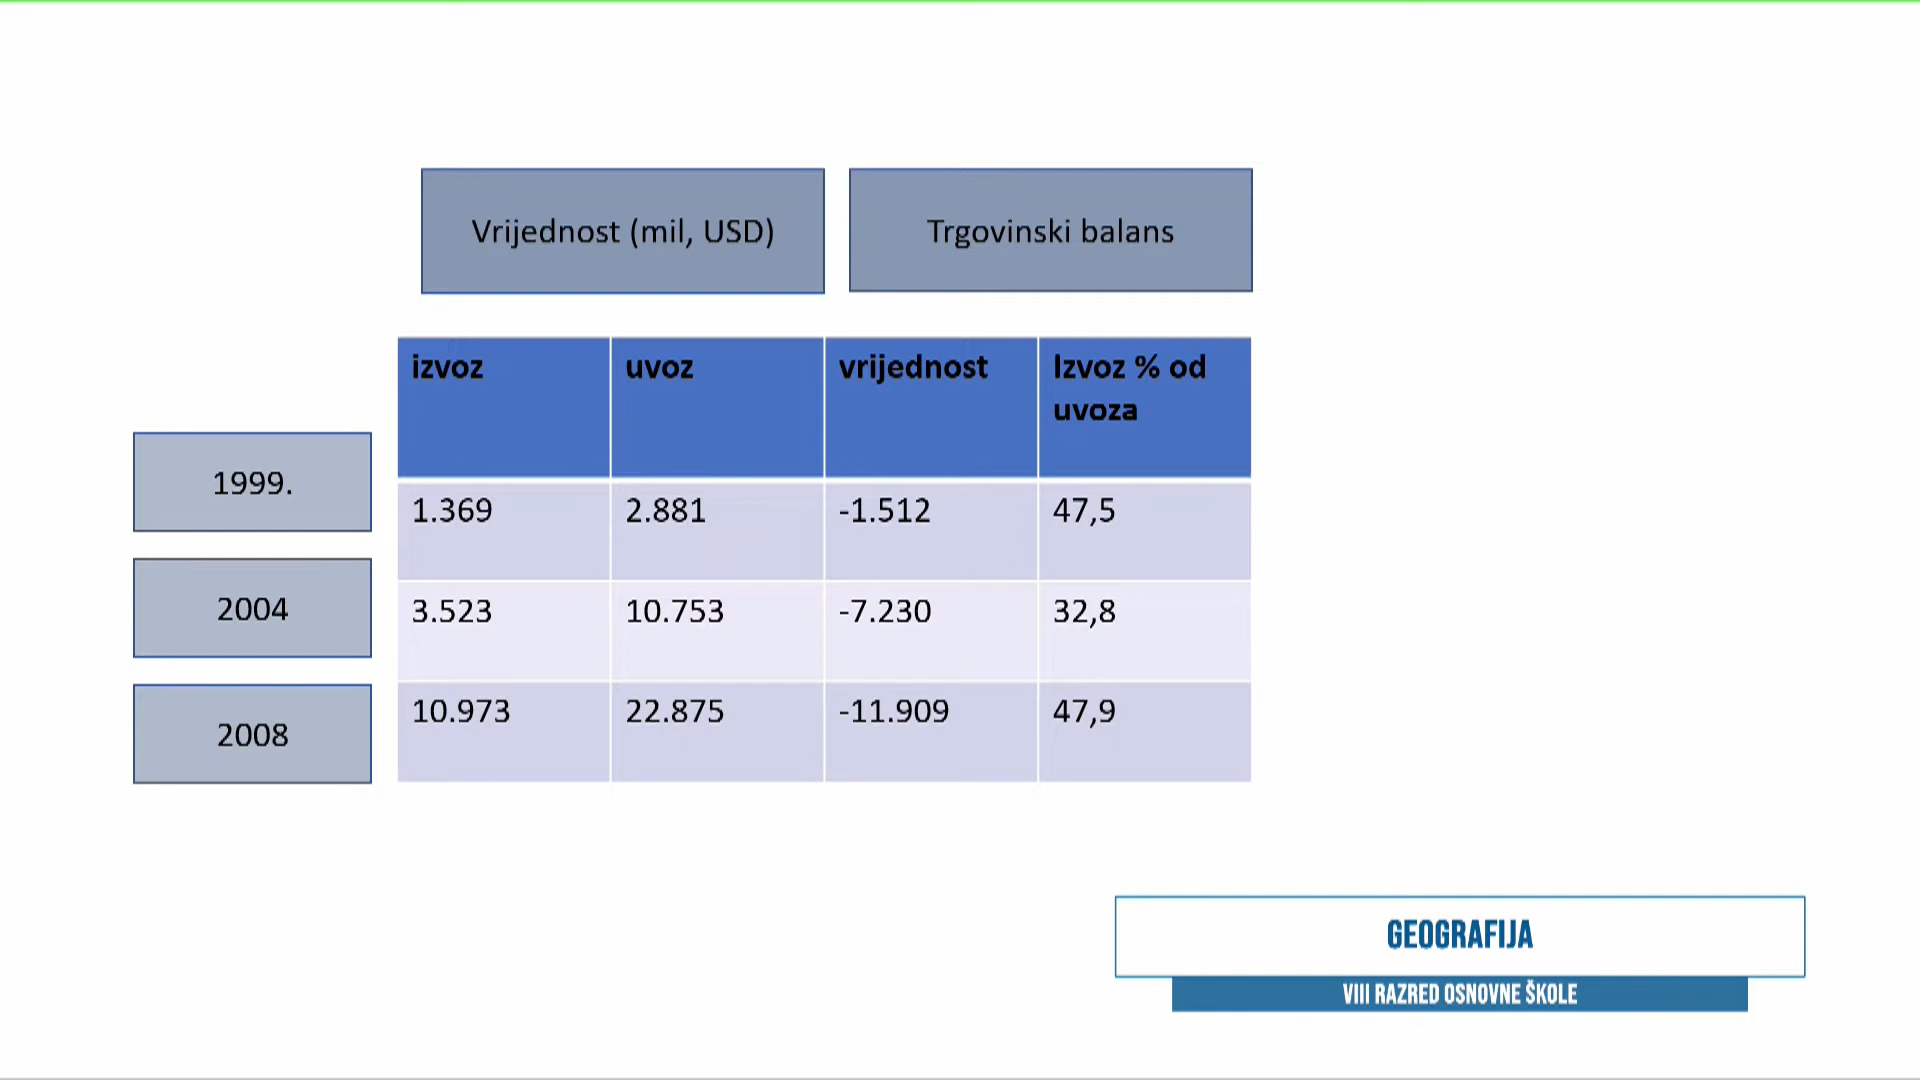 Vrijednost (mil, USD) Trgovinski balans
izvoz uvoz vrijednost Izvoz % od
uvoza
1999. 1.369 2.881 -1.512 47,5
2004 3.523 10.753 -7.230 32,8
2008 10.973 22.875 -11.909 47,9
GEOGRAFIJA
VIII RAZRED OSNOVNE ŠKOLE